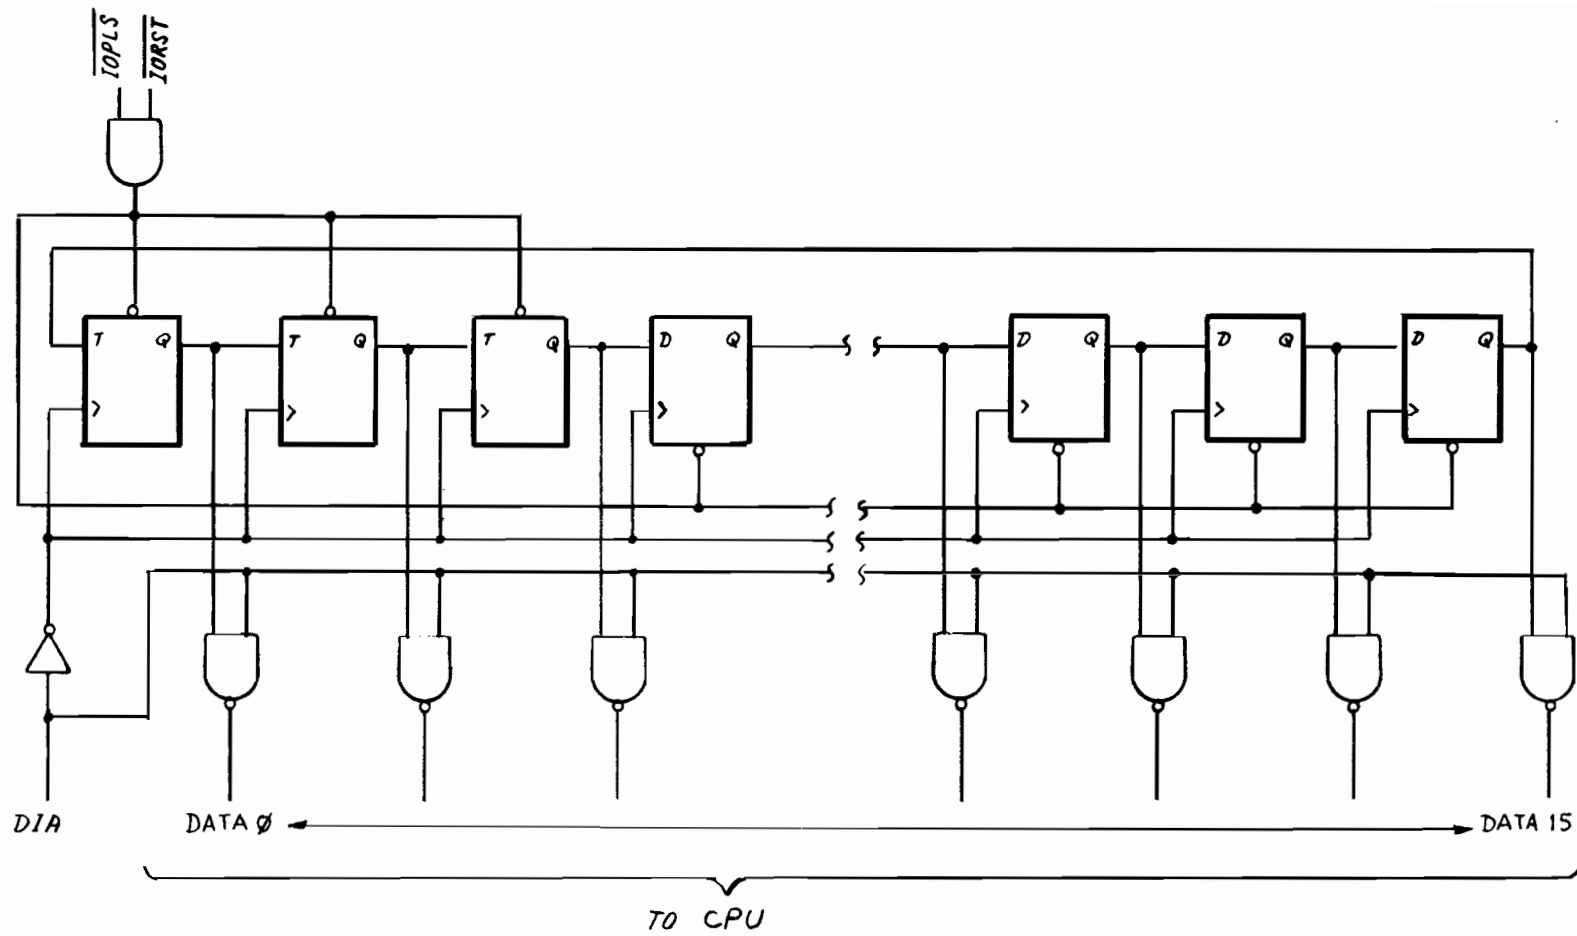 IOPLS
IORST
T Q T Q T Q D Q D Q D Q D Q
DIA DATA Ø DATA 15
TO CPU